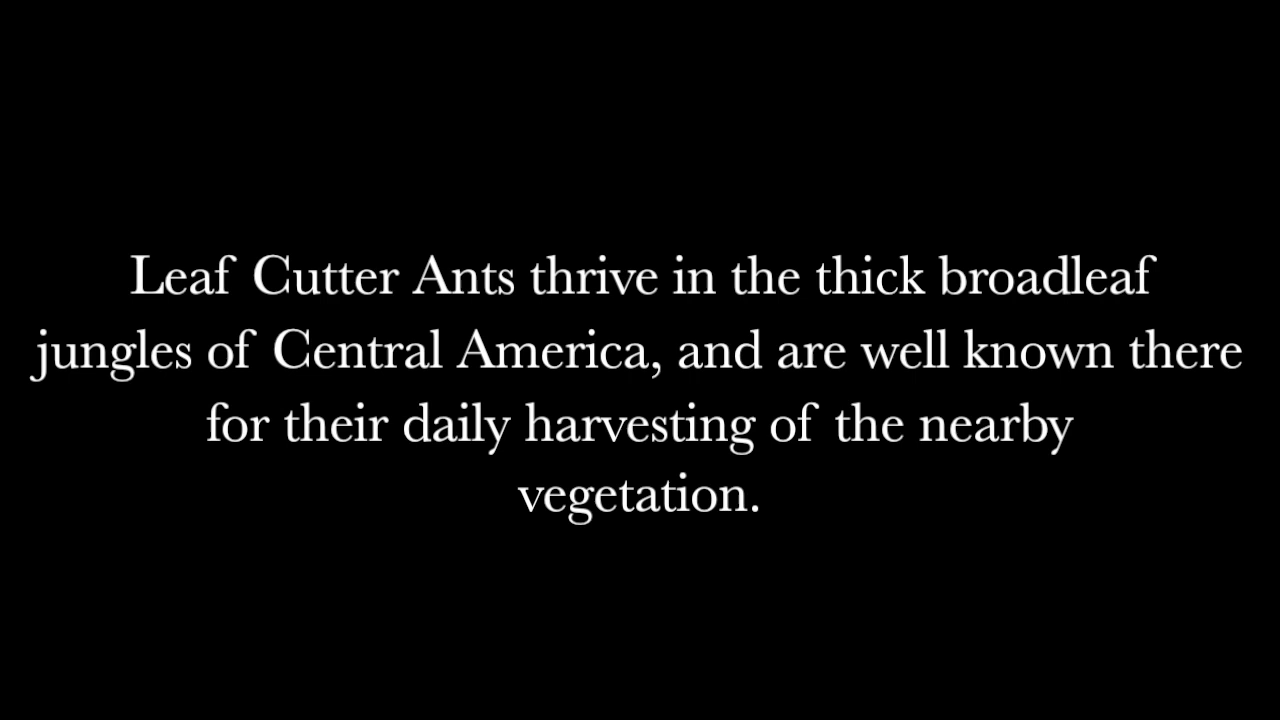 Leaf Cutter Ants thrive in the thick broadleaf
jungles of Central America, and are well known there
for their daily harvesting of the nearby
vegetation.